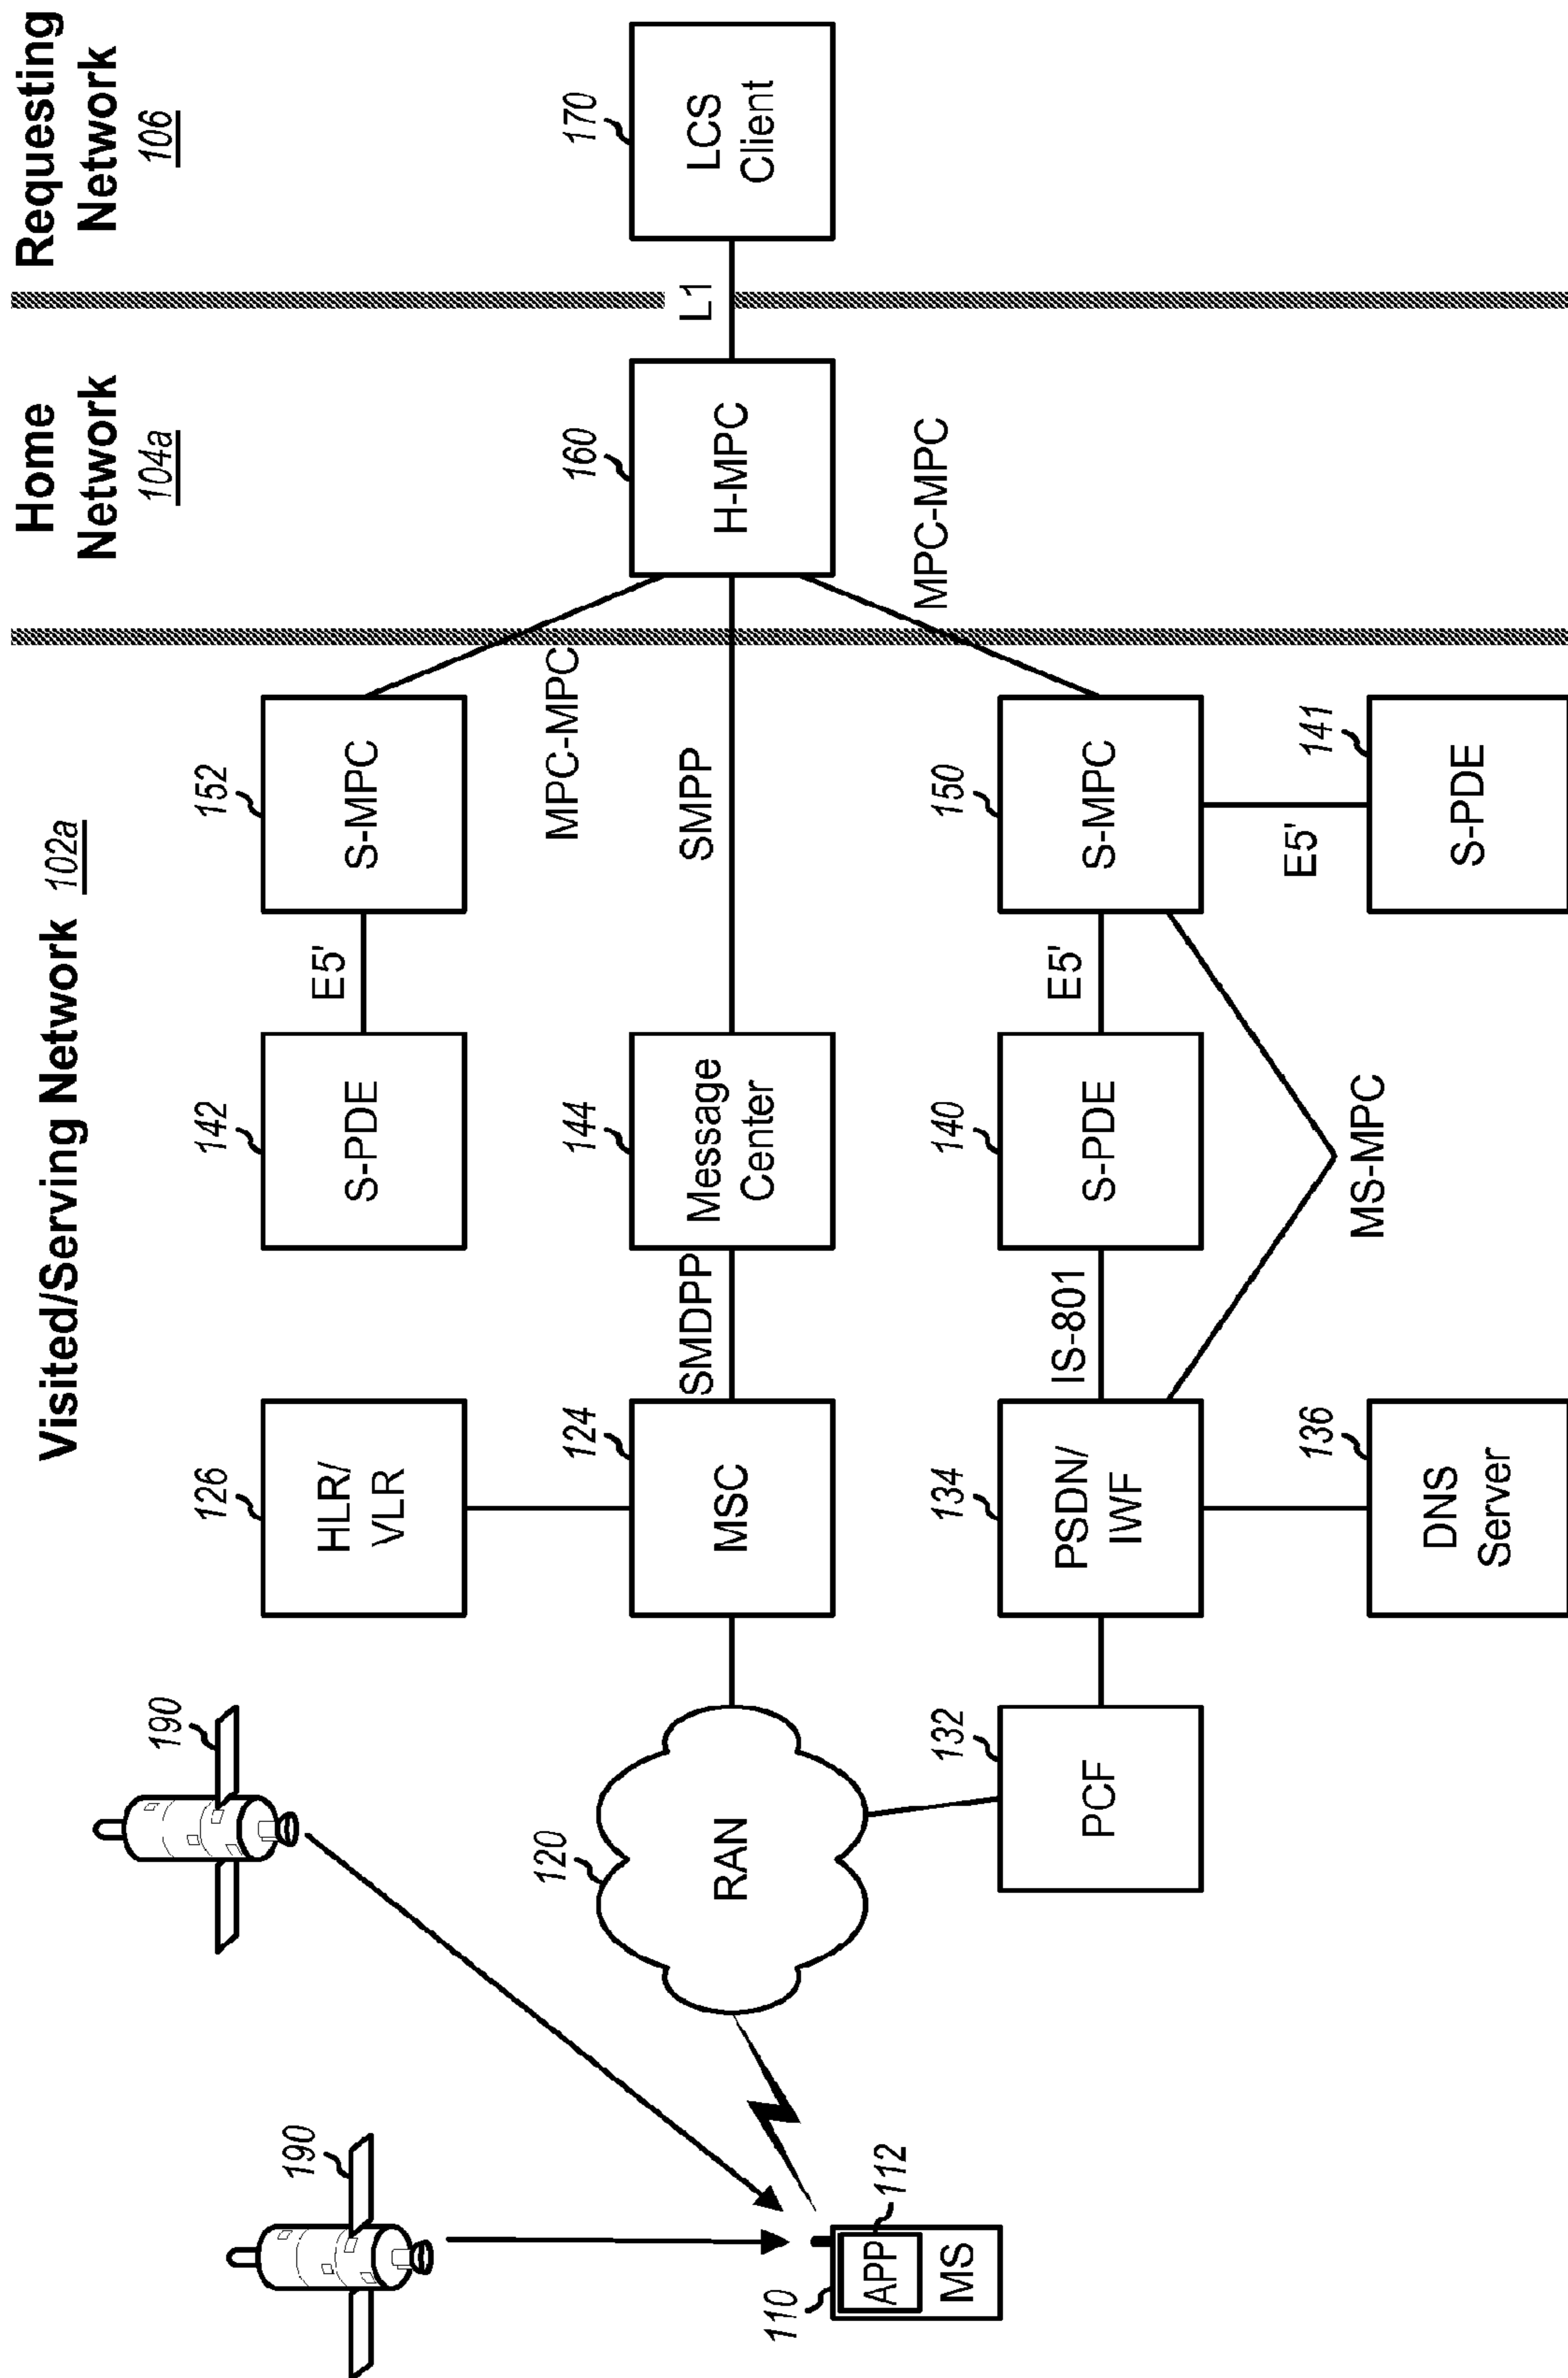 Visited/Serving Network 102a
Home
Network
104a
Requesting
Network
106
190
190
126
HLR/
VLR
142
S-PDE
E5'
152
S-MPC
MPC-MPC
120
RAN
124
MSC
SMDPP
144
Message
Center
SMPP
160
H-MPC
L1
170
LCS
Client
MPC-MPC
110
APP
112
MS
132
PCF
134
PSDN/
IWF
IS-801
140
S-PDE
E5'
150
S-MPC
MS-MPC
136
DNS
Server
E5'
141
S-PDE